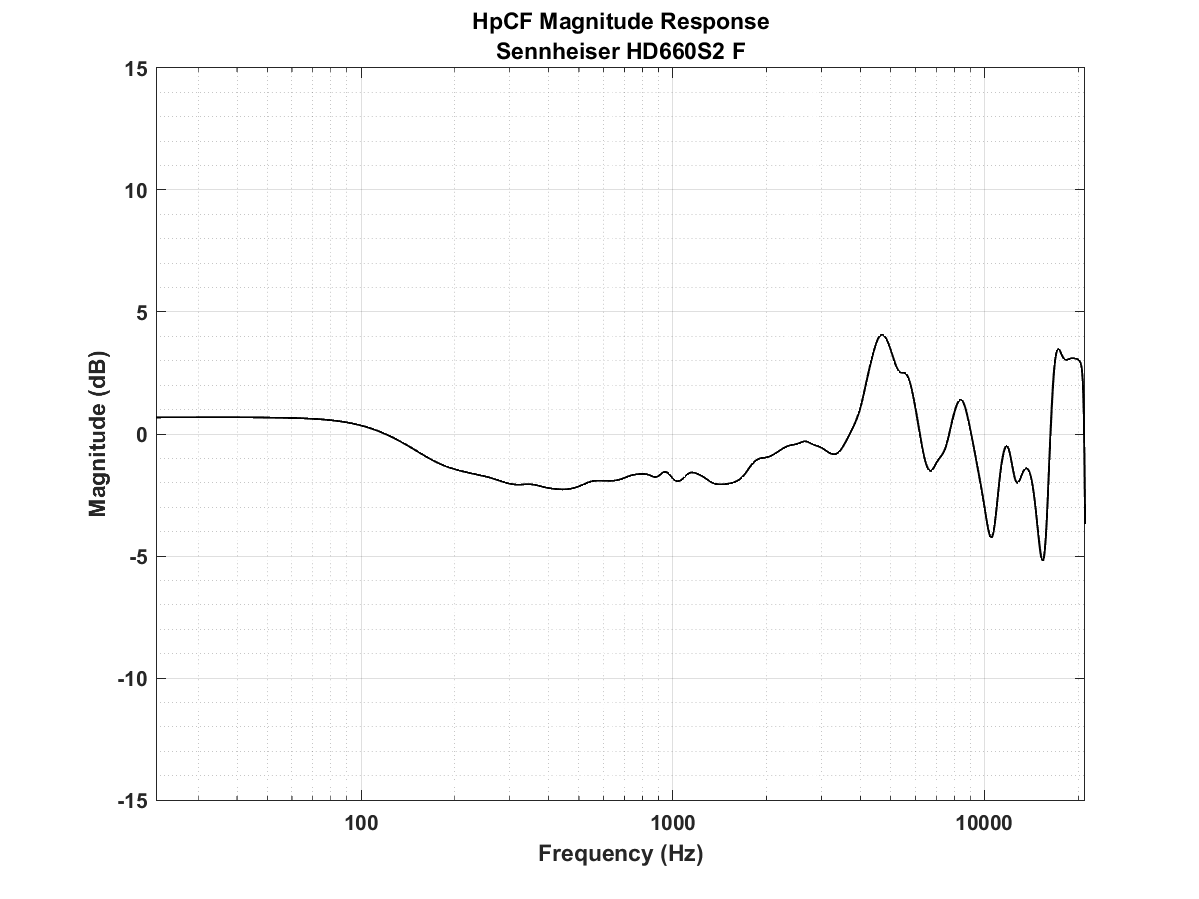 HpCF Magnitude Response
Sennheiser HD660S2 F
15
10
5
0
-5
-10
-15
Magnitude (dB)
100
1000
10000
Frequency (Hz)